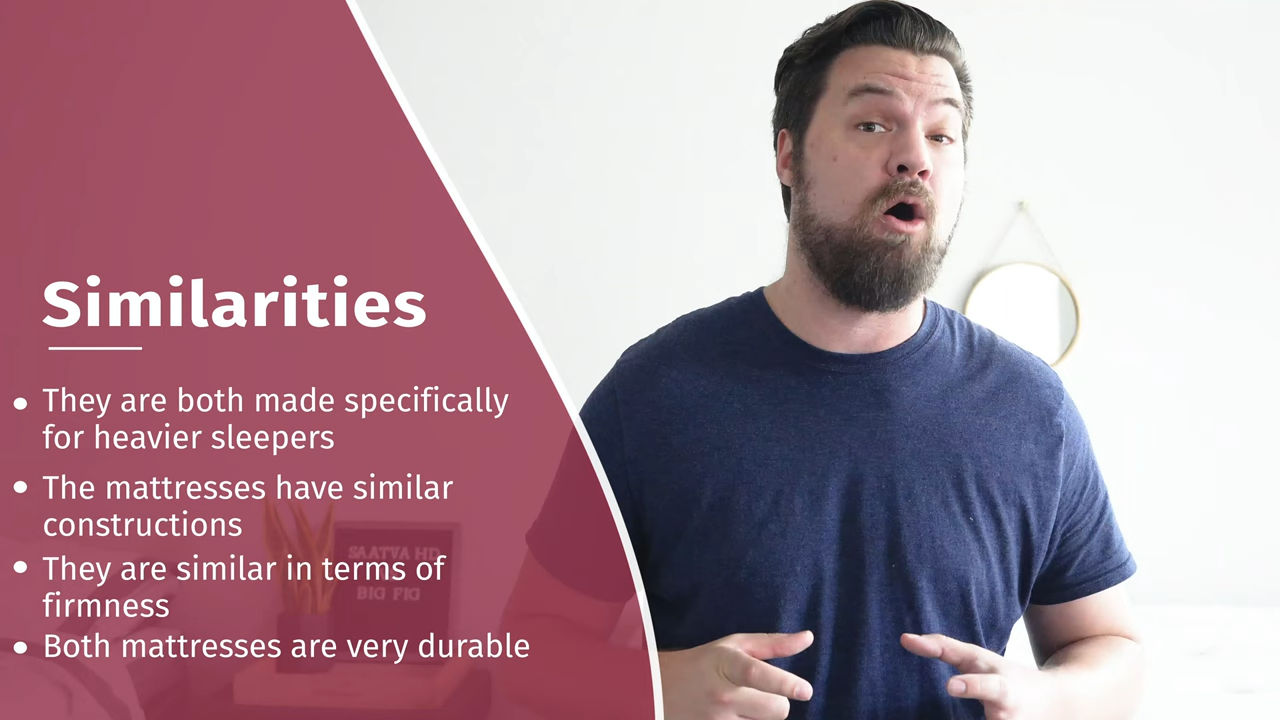 Similarities
• They are both made specifically
for heavier sleepers
• The mattresses have similar
constructions
• They are similar in terms of
firmness
• Both mattresses are very durable
SAATVA HD
BIG FIG